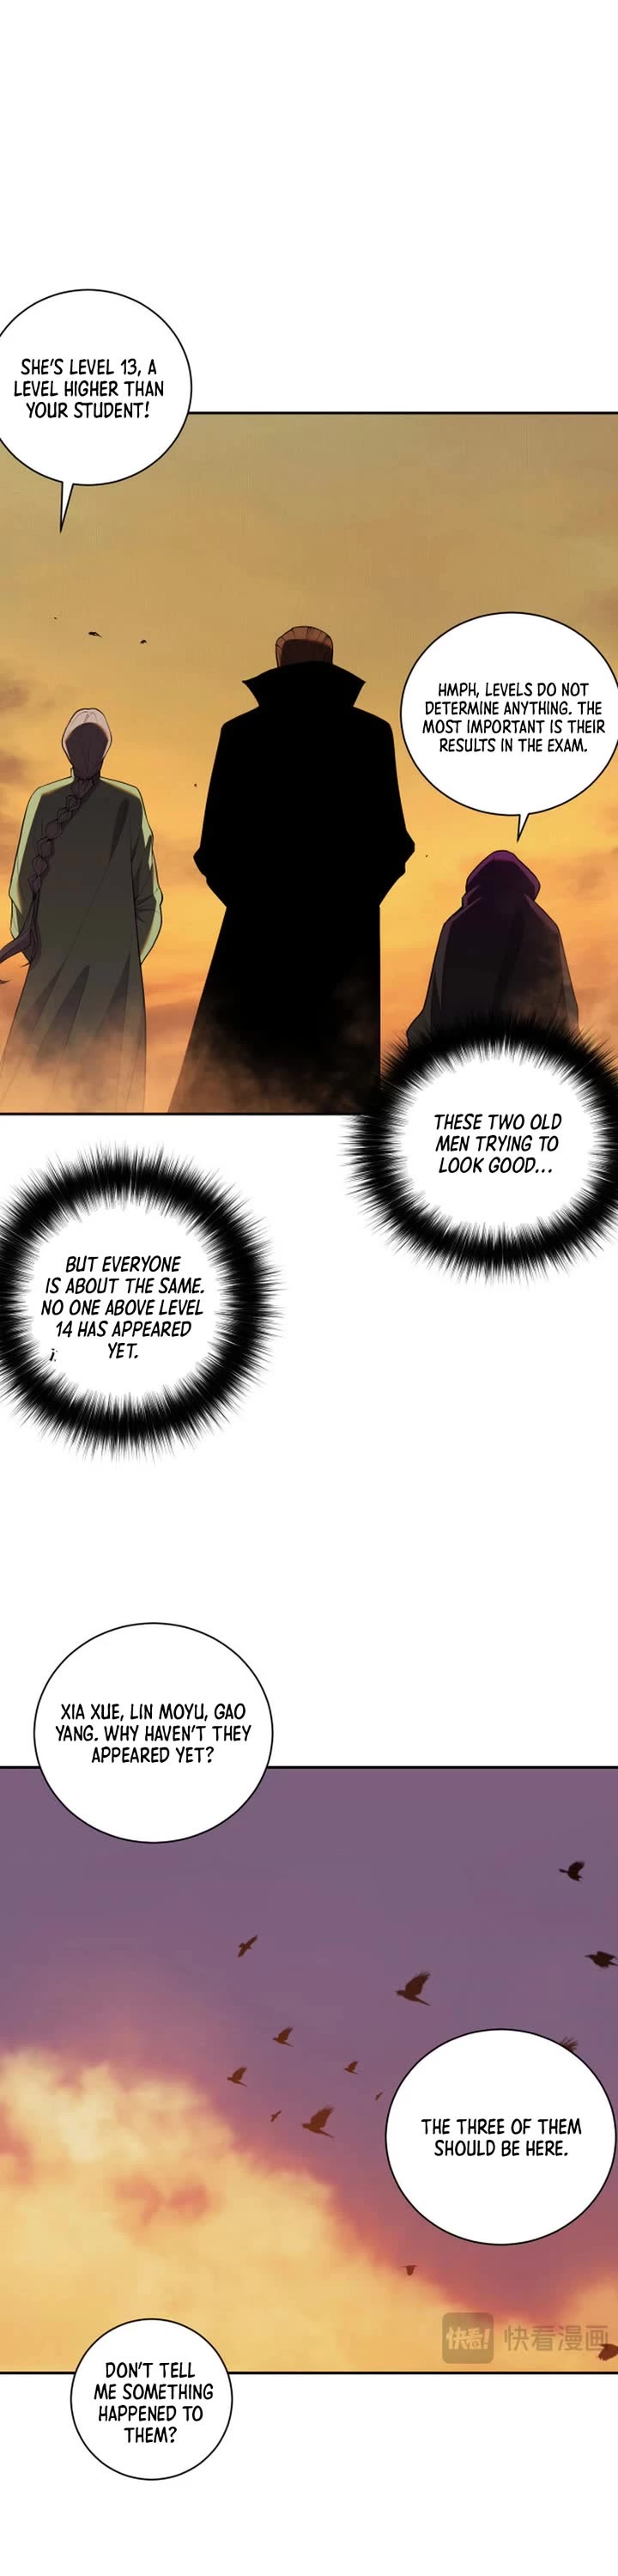 SHE'S LEVEL 13, A
LEVEL HIGHER THAN
YOUR STUDENT!
HMPH, LEVELS DO NOT
DETERMINE ANYTHING. THE
MOST IMPORTANT IS THEIR
RESULTS IN THE EXAM.
THESE TWO OLD
MEN TRYING TO
LOOK GOOD...
BUT EVERYONE
IS ABOUT THE SAME.
NO ONE ABOVE LEVEL
14 HAS APPEARED
YET.
XIA XUE, LIN MOYU, GAO
YANG. WHY HAVEN'T THEY
APPEARED YET?
THE THREE OF THEM
SHOULD BE HERE.
快看! 快看漫画
DON'T TELL
ME SOMETHING
HAPPENED TO
THEM?